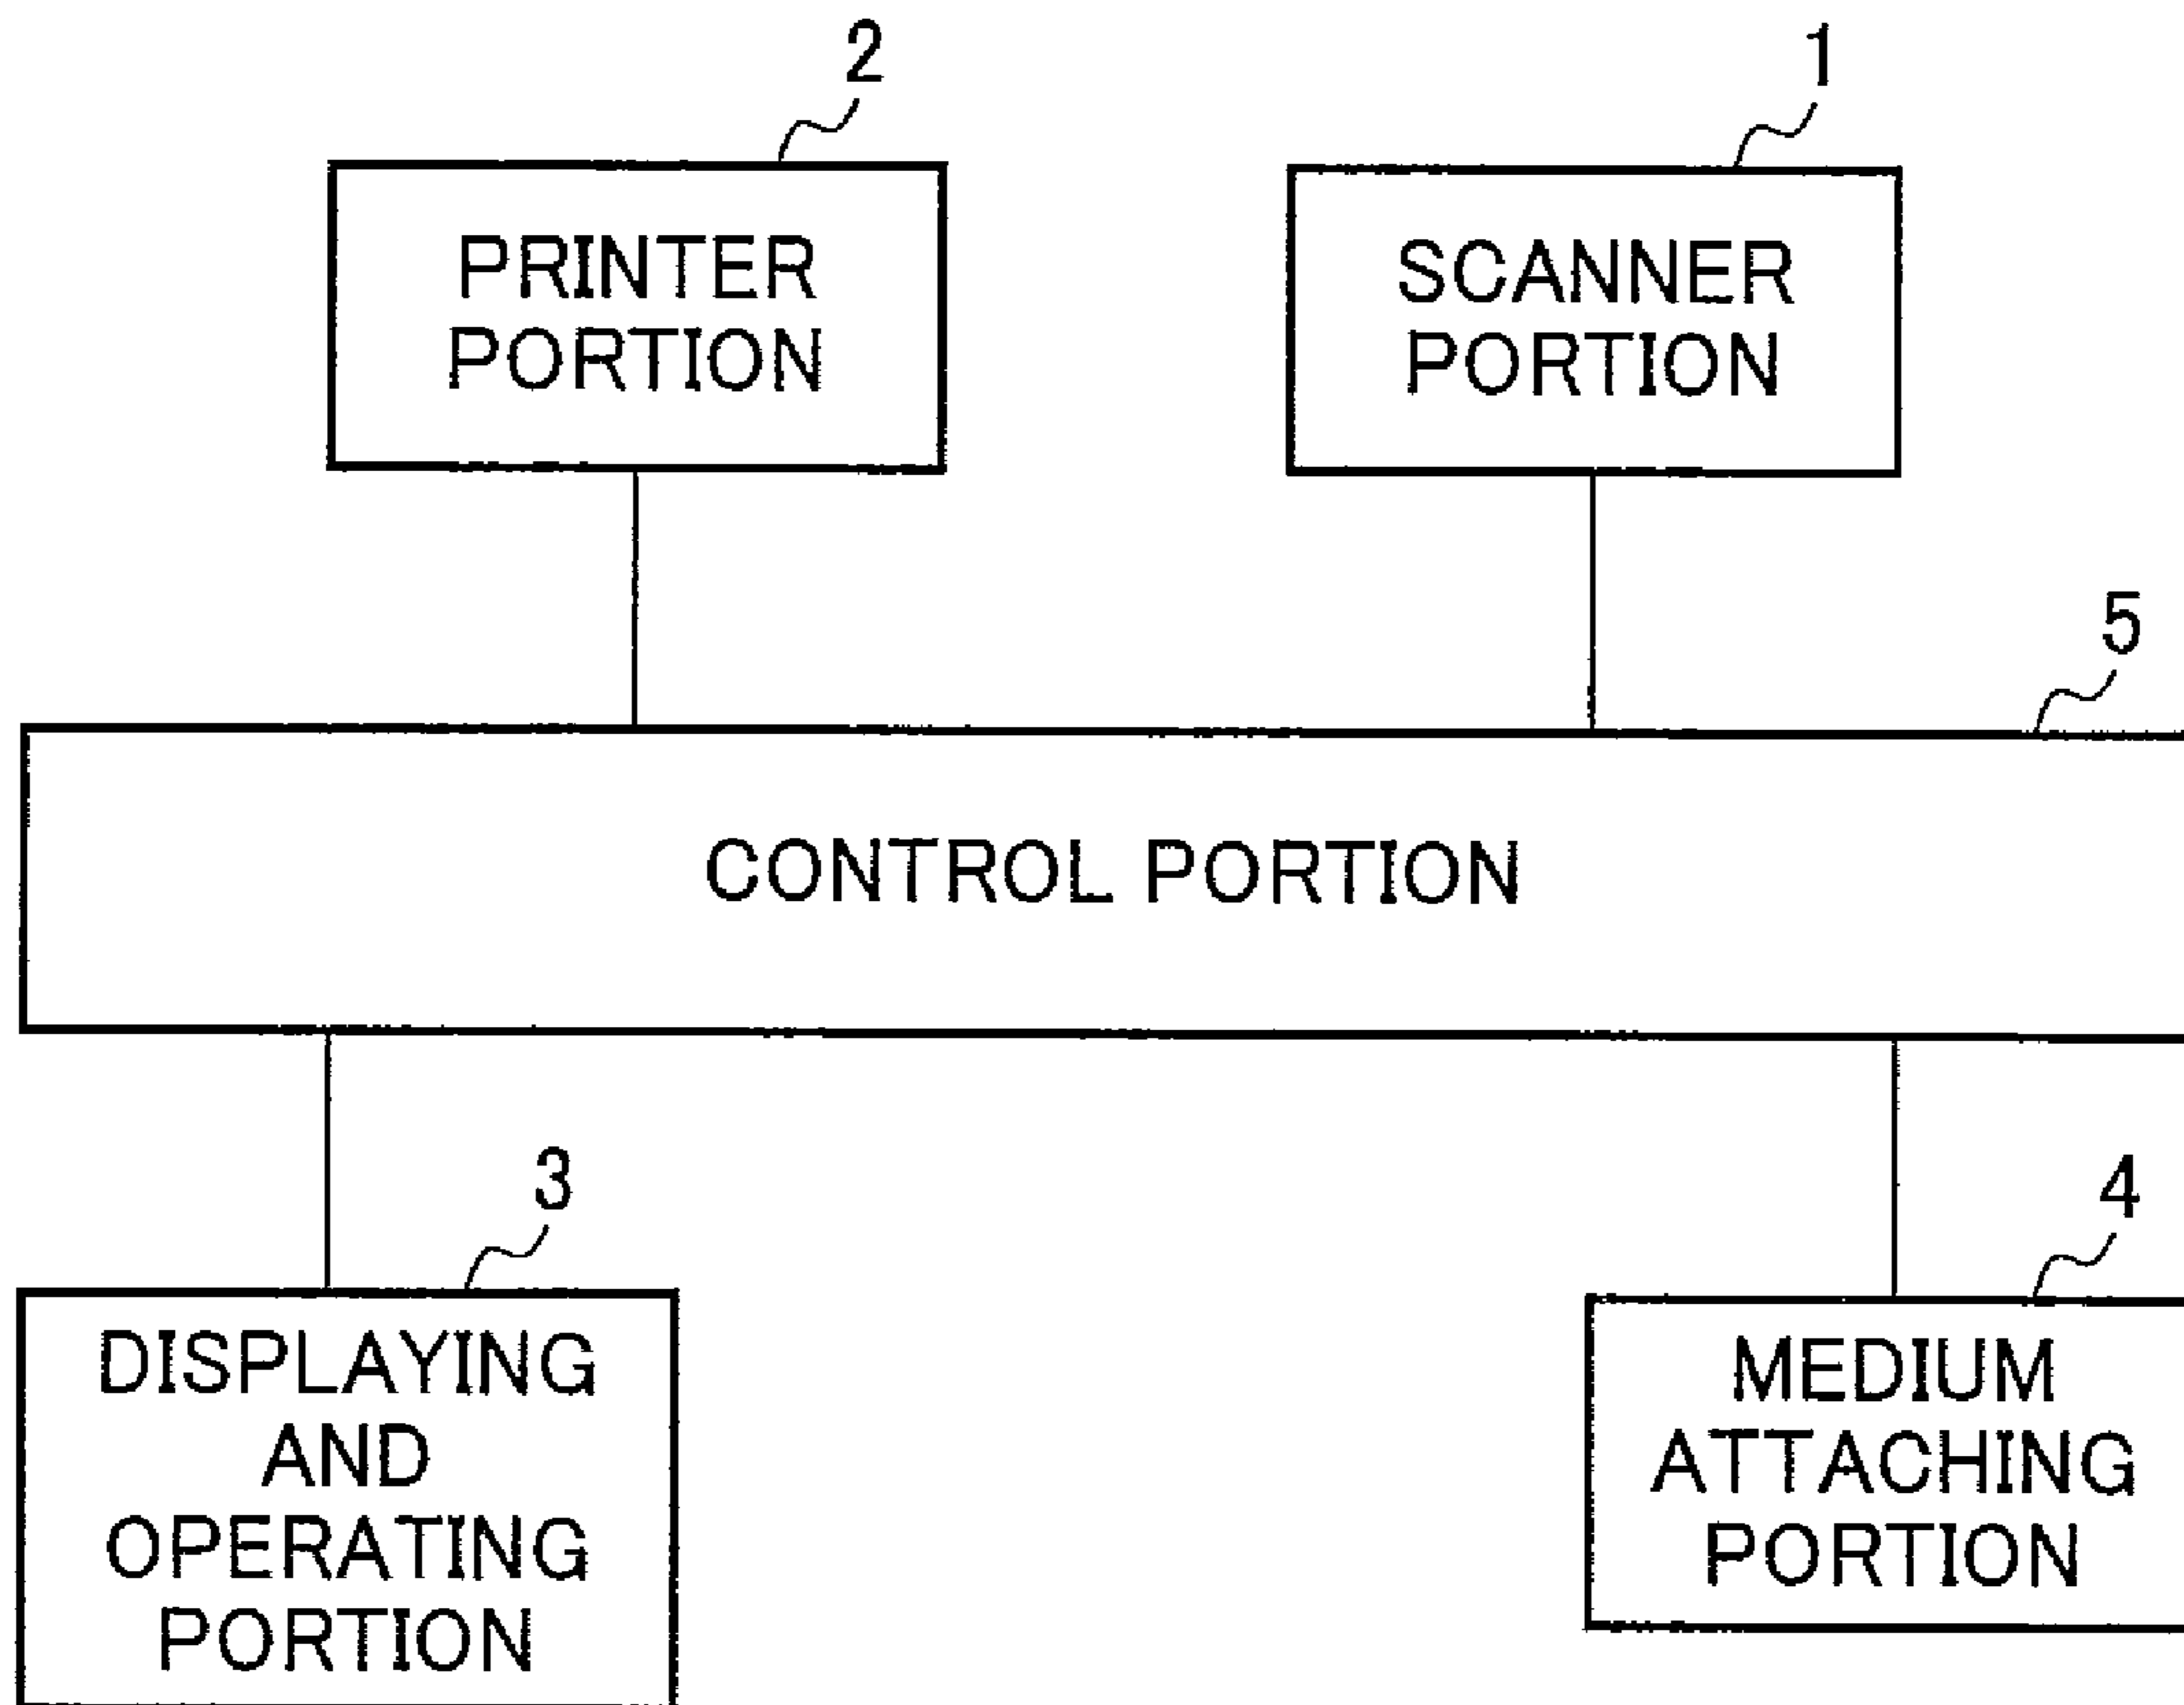 2
1
PRINTER
PORTION
SCANNER
PORTION
5
CONTROL PORTION
3
4
DISPLAYING
AND
OPERATING
PORTION
MEDIUM
ATTACHING
PORTION